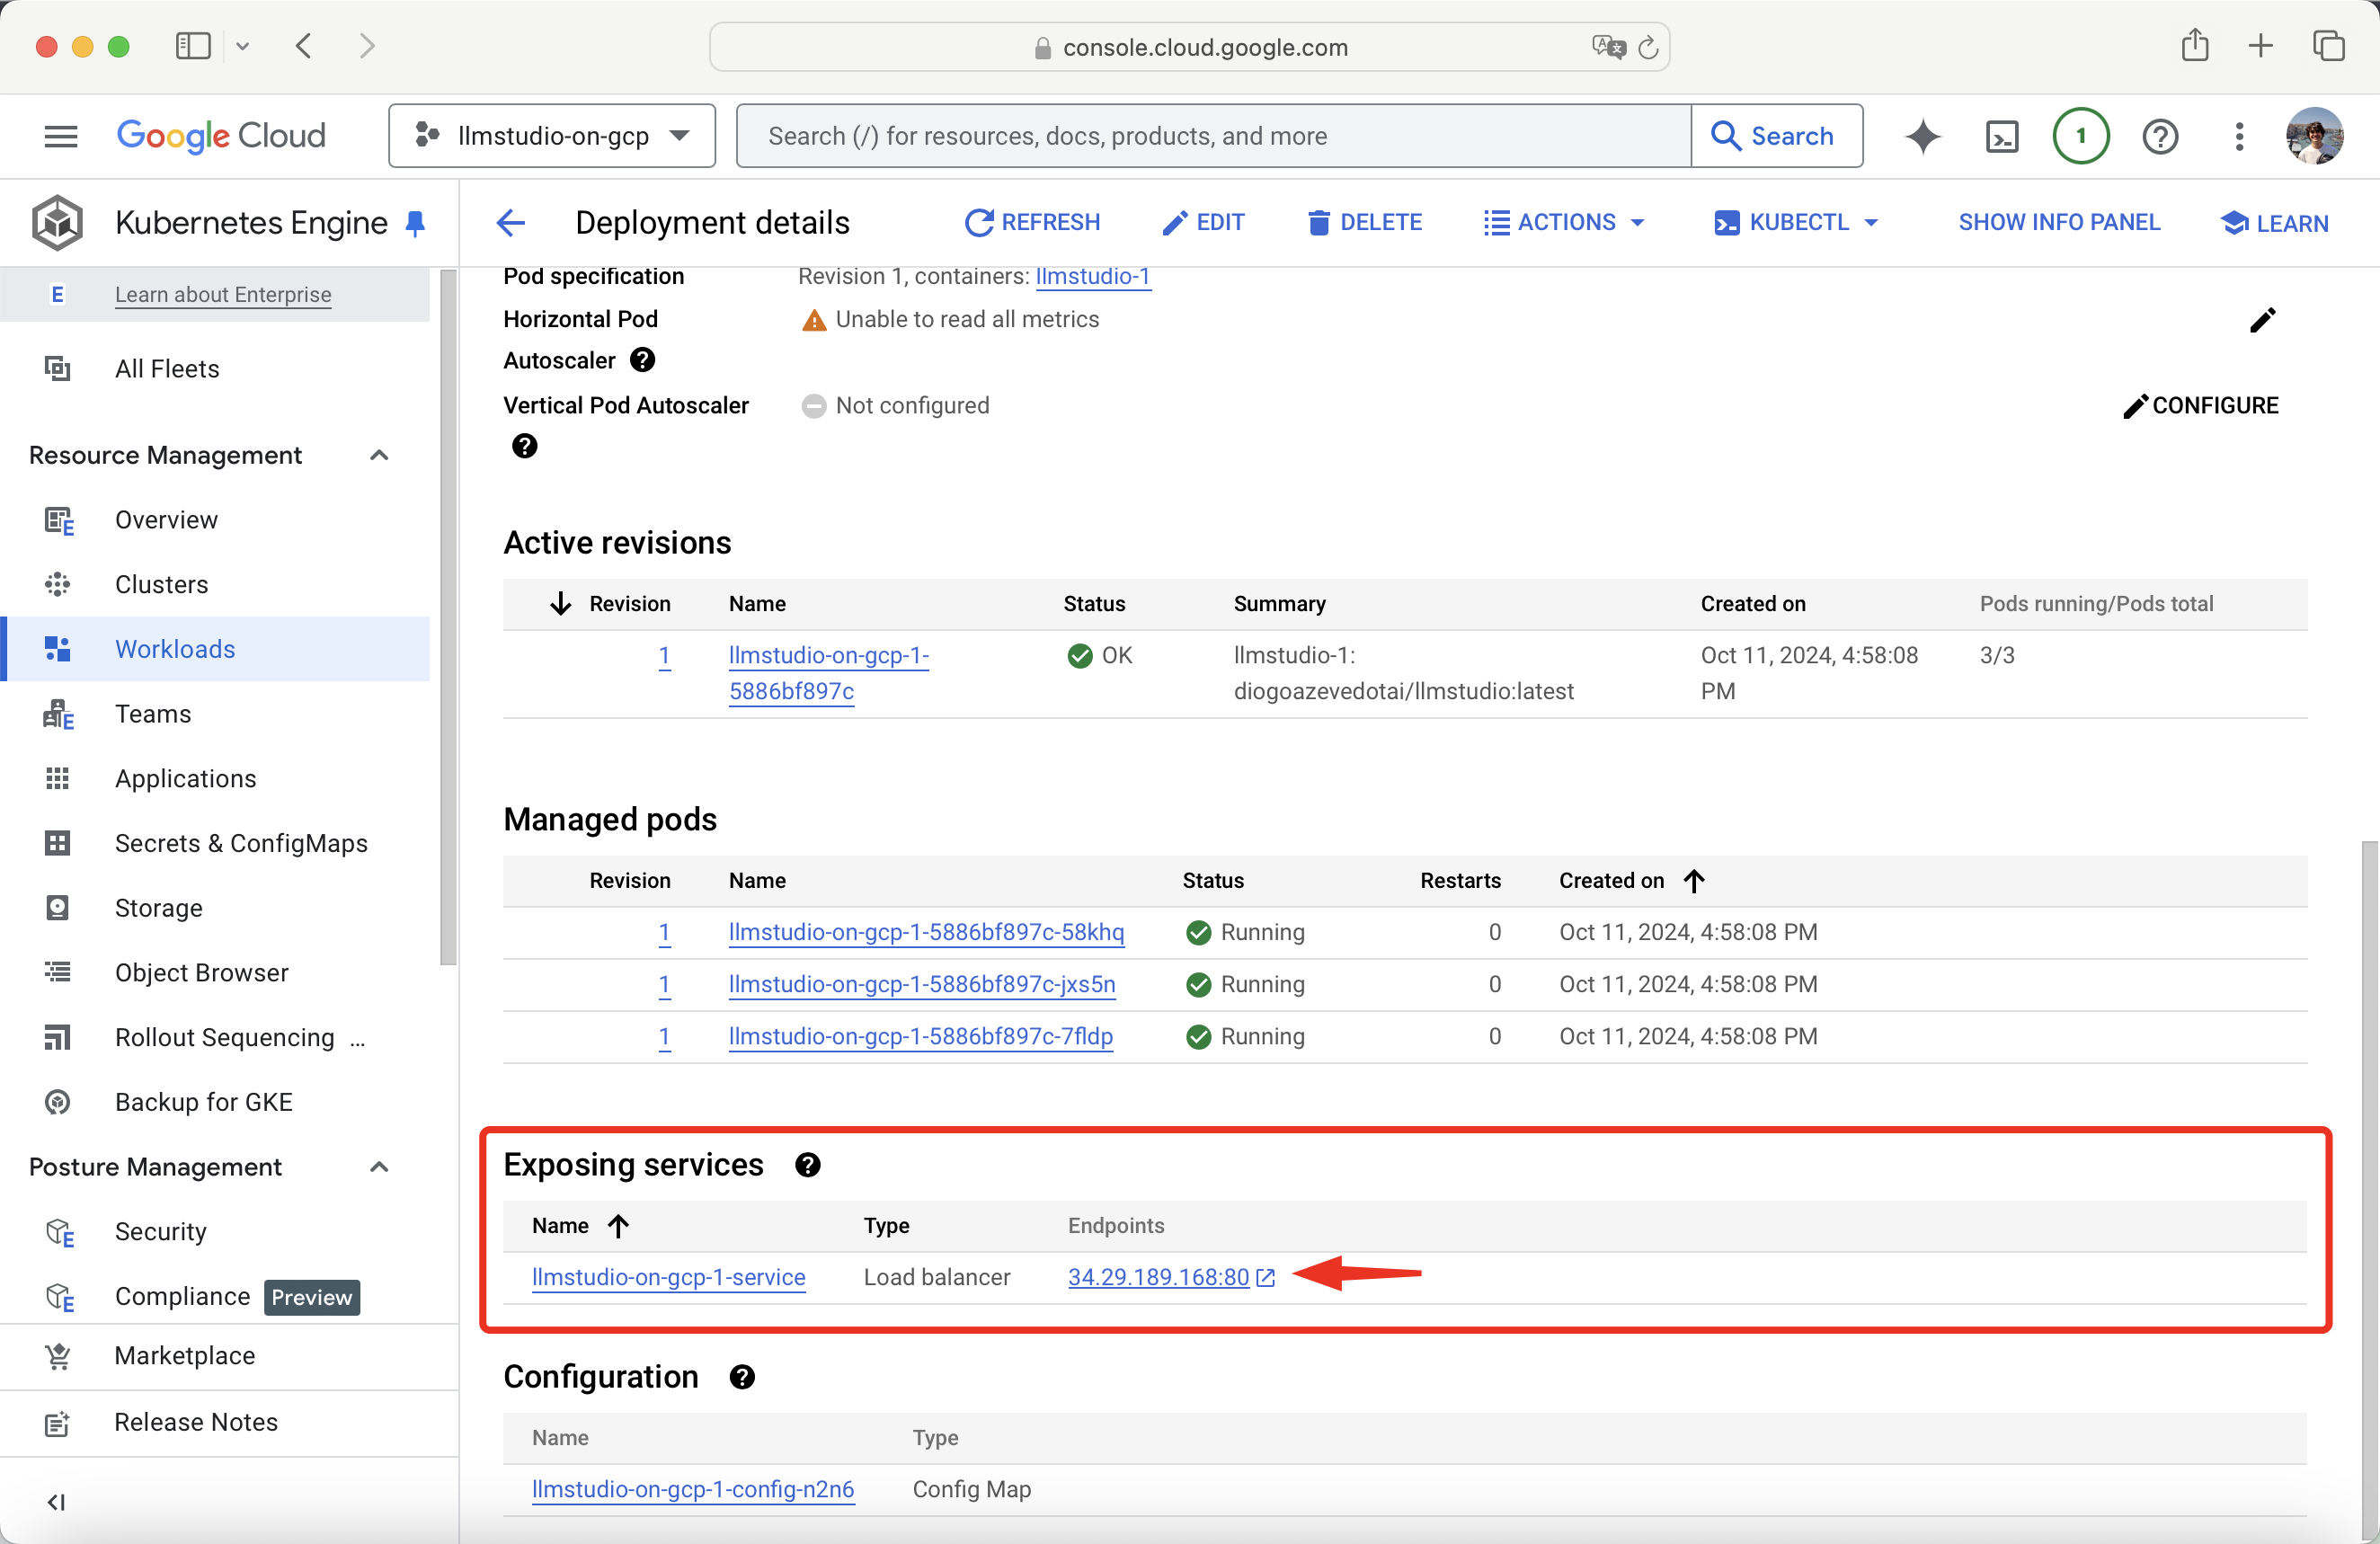 console.cloud.google.com
Google Cloud
llmstudio-on-gcp
Search (/) for resources, docs, products, and more
Search
1
Kubernetes Engine
Deployment details
REFRESH
EDIT
DELETE
ACTIONS
KUBECTL
SHOW INFO PANEL
LEARN
E
Learn about Enterprise
All Fleets
Resource Management
Overview
Clusters
Workloads
Teams
Applications
Secrets & ConfigMaps
Storage
Object Browser
Rollout Sequencing ...
Backup for GKE
Posture Management
Security
Compliance Preview
Marketplace
Release Notes
Pod specification
Revision 1, containers: llmstudio-1
Horizontal Pod
Autoscaler
Unable to read all metrics
Vertical Pod Autoscaler
Not configured
CONFIGURE
Active revisions
Revision Name Status Summary Created on Pods running/Pods total
1 llmstudio-on-gcp-1- OK llmstudio-1: Oct 11, 2024, 4:58:08 3/3
5886bf897c diogoazevedotai/llmstudio:latest PM
Managed pods
Revision Name Status Restarts Created on
1 llmstudio-on-gcp-1-5886bf897c-58khq Running 0 Oct 11, 2024, 4:58:08 PM
1 llmstudio-on-gcp-1-5886bf897c-jxs5n Running 0 Oct 11, 2024, 4:58:08 PM
1 llmstudio-on-gcp-1-5886bf897c-7fldp Running 0 Oct 11, 2024, 4:58:08 PM
Exposing services
Name Type Endpoints
llmstudio-on-gcp-1-service Load balancer 34.29.189.168:80
Configuration
Name Type
llmstudio-on-gcp-1-config-n2n6 Config Map